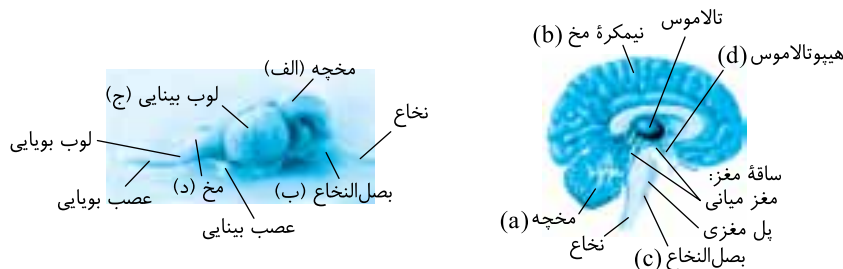 تالاموس
نیمکرهٔ مخ (b)
هیپوتالاموس (d)
ساقهٔ مغز:
مغز میانی
پل مغزی
بصل‌النخاع (c)
نخاع
مخچه (a)
مخچه (الف)
لوب بینایی (ج)
نخاع
لوب بویایی
عصب بویایی
مخ (د)
عصب بینایی
بصل‌النخاع (ب)